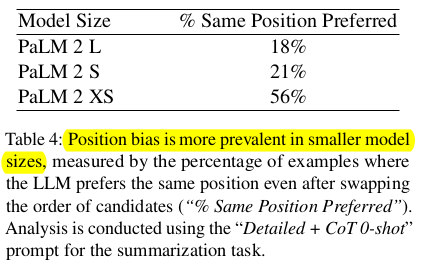 Model Size % Same Position Preferred
PaLM 2 L 18%
PaLM 2 S 21%
PaLM 2 XS 56%
Table 4: Position bias is more prevalent in smaller model
sizes, measured by the percentage of examples where
the LLM prefers the same position even after swapping
the order of candidates (“% Same Position Preferred”).
Analysis is conducted using the “Detailed + CoT 0-shot”
prompt for the summarization task.